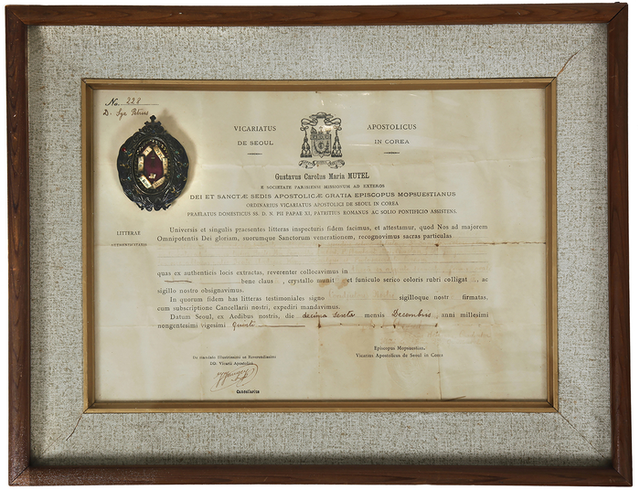 No. 228
VICARIATUS APOSTOLICUS
DE SEOUL IN COREA
Gustavus Carolus Maria MUTEL
E SOCIETATE PARISIENSI MISSIONUM AD EXTEROS
DEI ET SANCTÆ SEDIS APOSTOLICÆ GRATIA EPISCOPUS MOPSUESTIANUS
ORDINARIUS VICARIATUS APOSTOLICI DE SEOUL IN COREA
PRAELATUS DOMESTICUS SS. D. N. PII PAPAE XI, PATRITIUS ROMANUS AC SOLIO PONTIFICIO ASSISTENS.
LITTERAE
Universis et singulis praesentes litteras inspecturis fidem facimus, et attestamur, quod Nos ad majorem
Omnipotentis Dei gloriam, suorumque Sanctorum venerationem, recognovimus sacras particulas
quas ex authenticis locis extractas, reverenter collocavimus in
bene claus , crystallo munit et funiculo serico coloris rubri colligat , ac
sigillo nostro obsignavimus.
In quorum fidem has litteras testimoniales signo sigilloque nostr firmatas,
cum subscriptione Cancellarii nostri, expediri mandavimus.
Datum Seoul, ex Aedibus Nostris, die decima sexta mensis Decembris, anni millesimi
nongentesimi vigesimi Quinti
Episcopus Mopsuestien.
Vicarius Apostolicus de Seoul in Corea
De mandato Illustrissimi ac Reverendissimi
DD. Vicarii Apostolici
Cancellarius